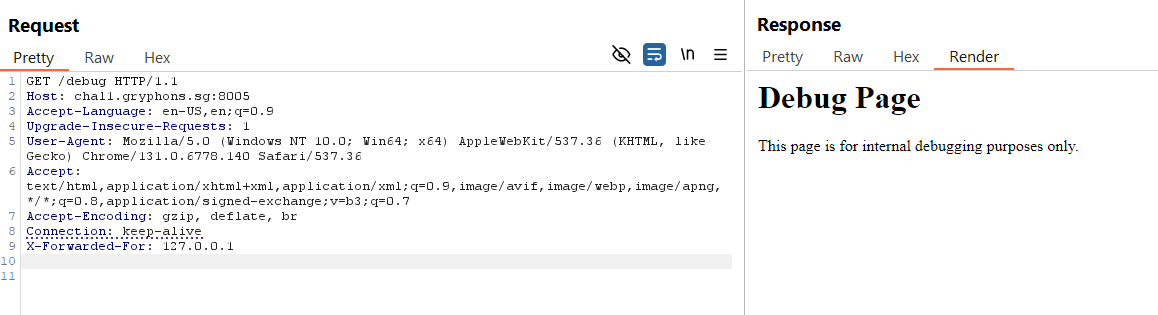 Request
Pretty Raw Hex
\n
1 GET /debug HTTP/1.1
2 Host: chall.gryphons.sg:8005
3 Accept-Language: en-US,en;q=0.9
4 Upgrade-Insecure-Requests: 1
5 User-Agent: Mozilla/5.0 (Windows NT 10.0; Win64; x64) AppleWebKit/537.36 (KHTML, like
Gecko) Chrome/131.0.6778.140 Safari/537.36
6 Accept:
text/html,application/xhtml+xml,application/xml;q=0.9,image/avif,image/webp,image/apng,
*/*;q=0.8,application/signed-exchange;v=b3;q=0.7
7 Accept-Encoding: gzip, deflate, br
8 Connection: keep-alive
9 X-Forwarded-For: 127.0.0.1
10
11
Response
Pretty Raw Hex Render
Debug Page
This page is for internal debugging purposes only.